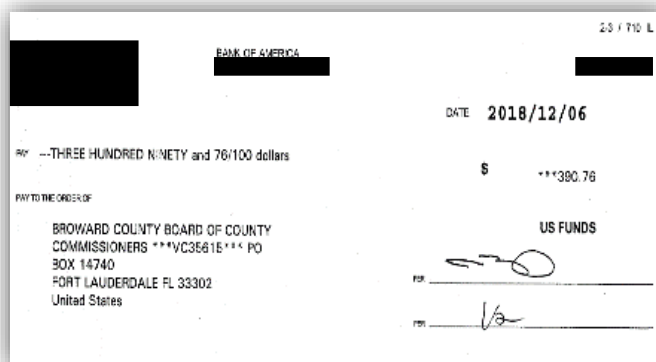 2-3 / 710 IL
BANK OF AMERICA
DATE 2018/12/06
PAY ---THREE HUNDRED NINETY and 76/100 dollars
$ ***390.76
PAY TO THE ORDER OF
BROWARD COUNTY BOARD OF COUNTY
US FUNDS
COMMISSIONERS ***VC35615*** PO
BOX 14740
FORT LAUDERDALE FL 33302
United States
PER
PER